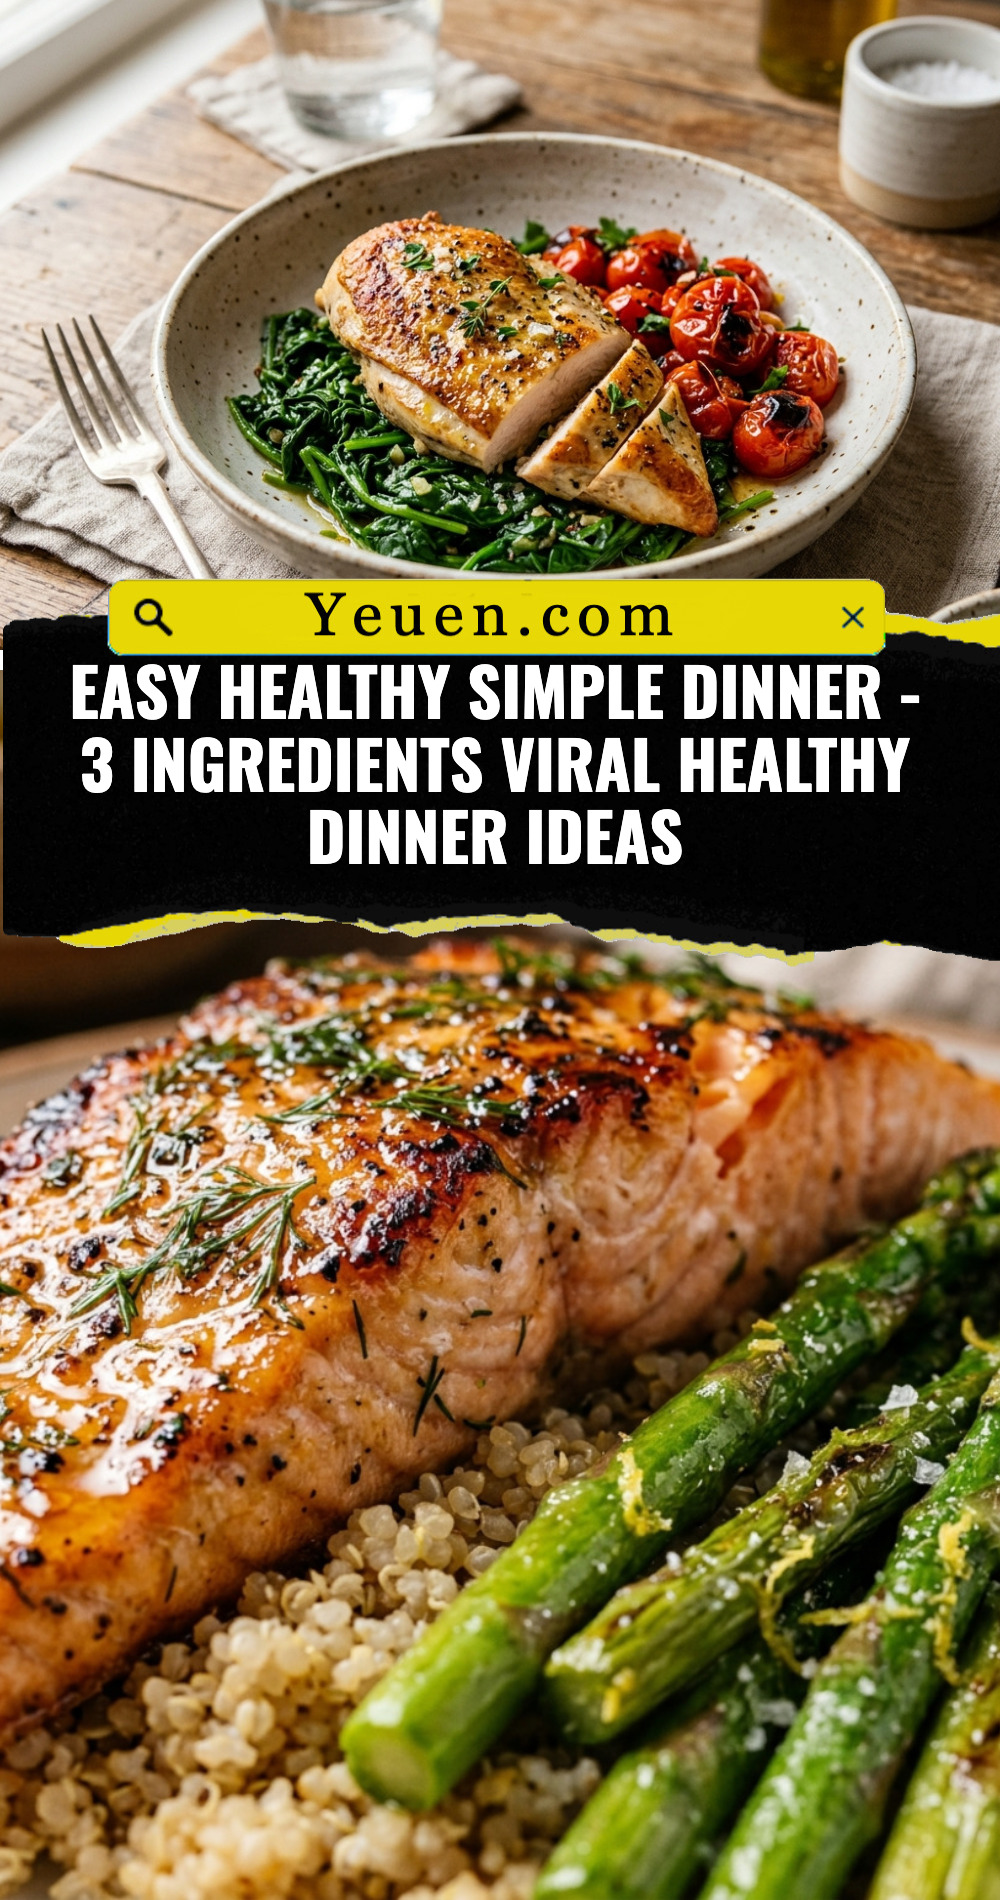 Yeuen.com
EASY HEALTHY SIMPLE DINNER -
3 INGREDIENTS VIRAL HEALTHY
DINNER IDEAS